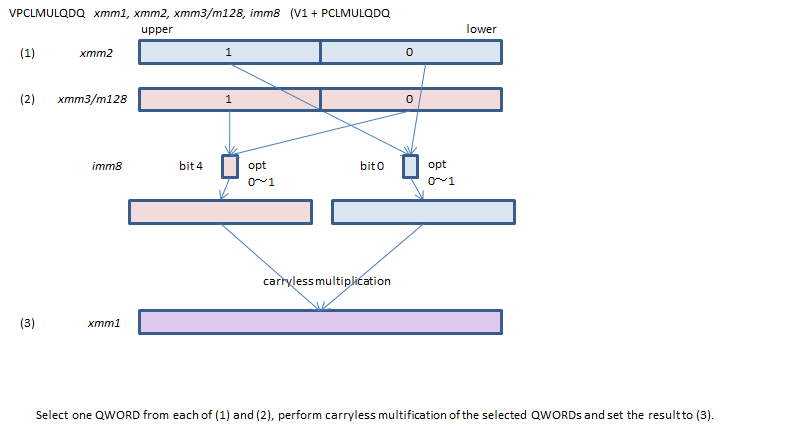 VPCLMULQDQ xmm1, xmm2, xmm3/m128, imm8 (V1 + PCLMULQDQ
upper lower
(1) xmm2 1 0
(2) xmm3/m128 1 0
imm8 bit 4 opt bit 0 opt
0～1 0～1
carryless multiplication
(3) xmm1
Select one QWORD from each of (1) and (2), perform carryless multification of the selected QWORDs and set the result to (3).